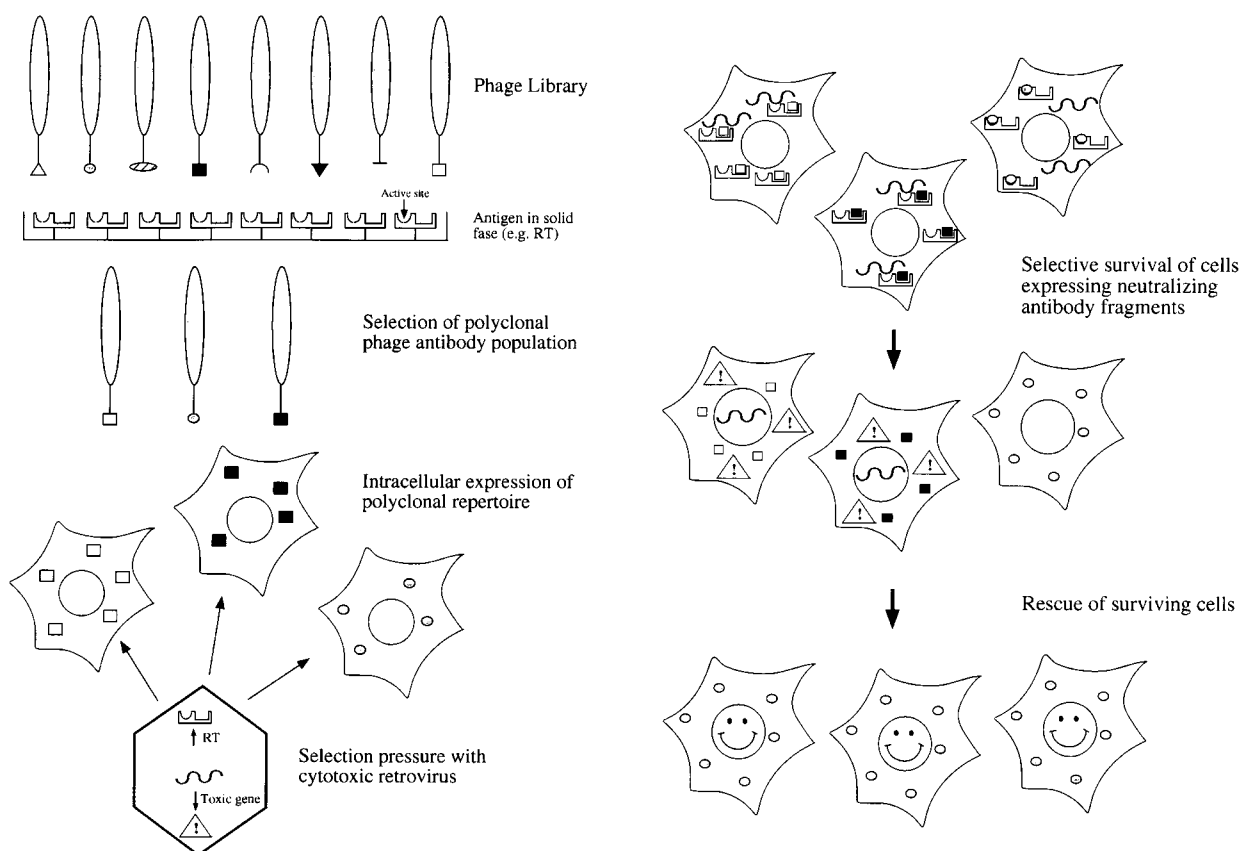 Phage Library
Active site
Antigen in solid
fase (e.g. RT)
Selection of polyclonal
phage antibody population
Intracellular expression of
polyclonal repertoire
RT
Toxic gene
!
Selection pressure with
cytotoxic retrovirus
Selective survival of cells
expressing neutralizing
antibody fragments
!
!
!
!
!
!
Rescue of surviving cells